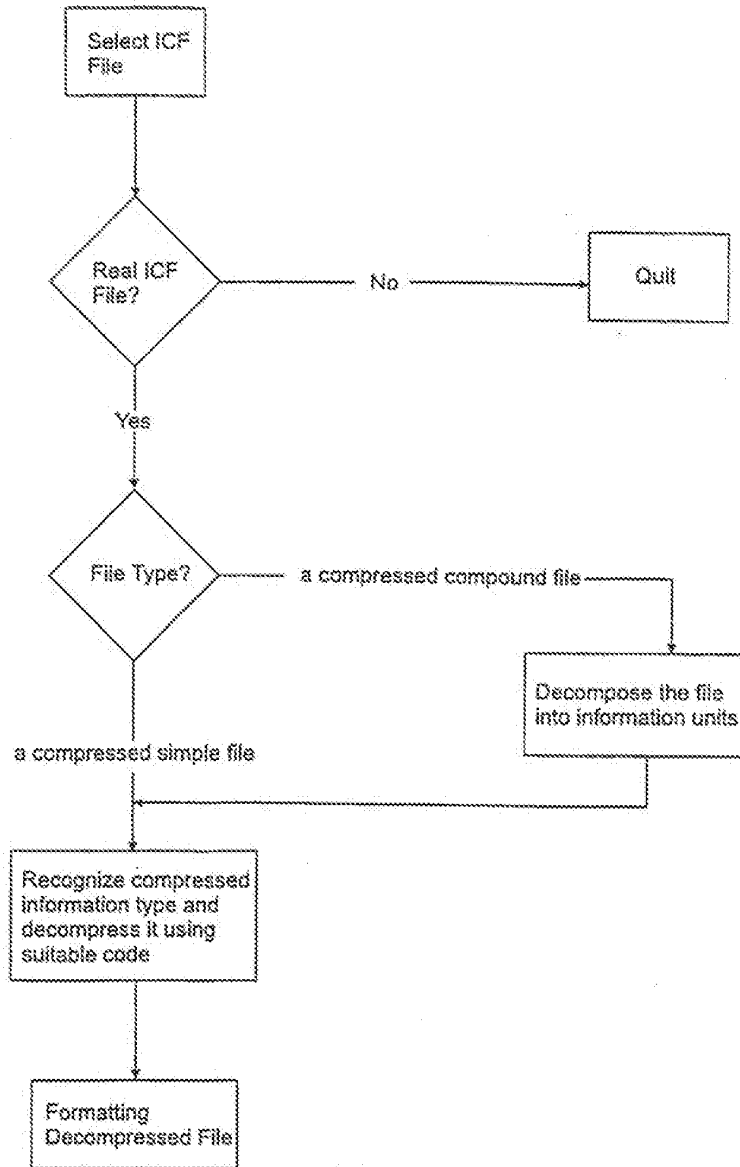 Select ICF
File
Real ICF
File?
No
Quit
Yes
File Type?
a compressed compound file
Decompose the file
into information units
a compressed simple file
Recognize compressed
information type and
decompress it using
suitable code
Formatting
Decompressed File